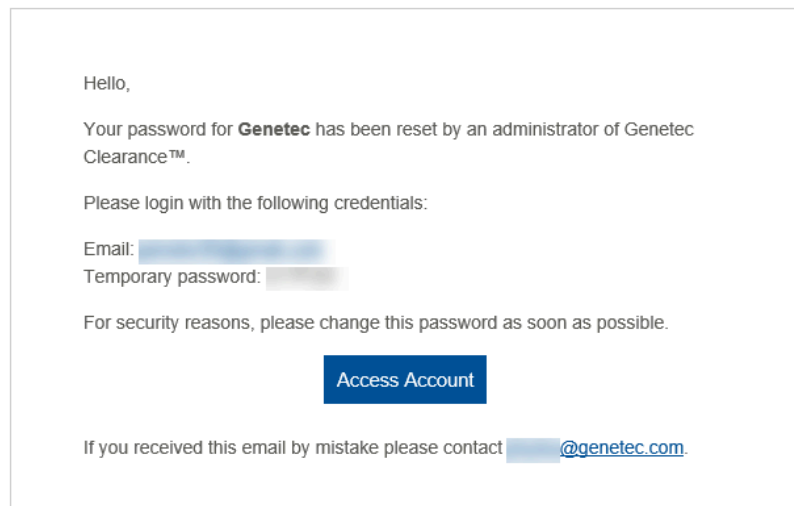 Hello,
Your password for Genetec has been reset by an administrator of Genetec
Clearance™.
Please login with the following credentials:
Email:
Temporary password:
For security reasons, please change this password as soon as possible.
Access Account
If you received this email by mistake please contact @genetec.com.